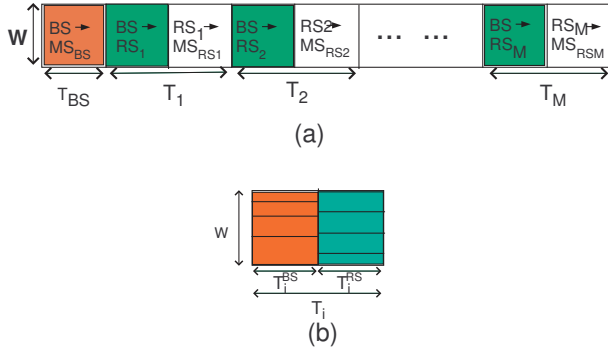 W
BS → MS_BS
BS → RS_1
RS_1 → MS_RS1
BS → RS_2
RS2 → MS_RS2
... ...
BS → RS_M
RS_M → MS_RSM
T_BS
T_1
T_2
T_M
(a)
W
T_i^BS
T_i^RS
T_i
(b)